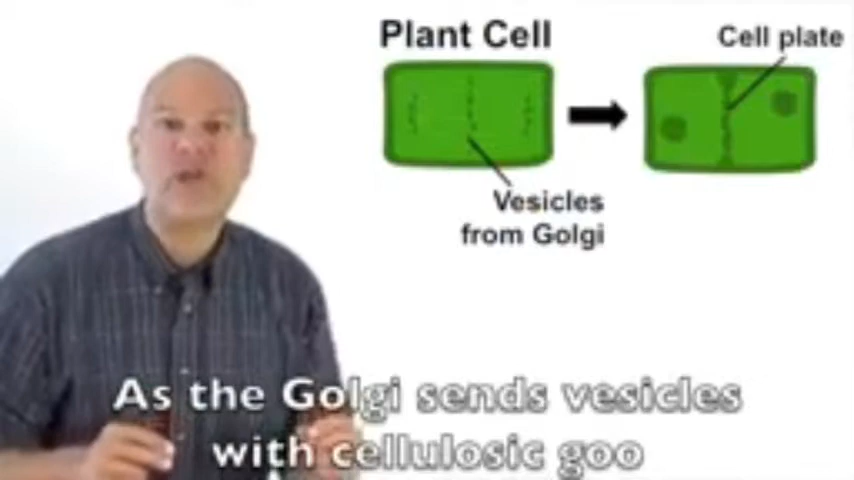 Plant Cell
Cell plate
Vesicles
from Golgi
As the Golgi sends vesicles
with cellulosic goo